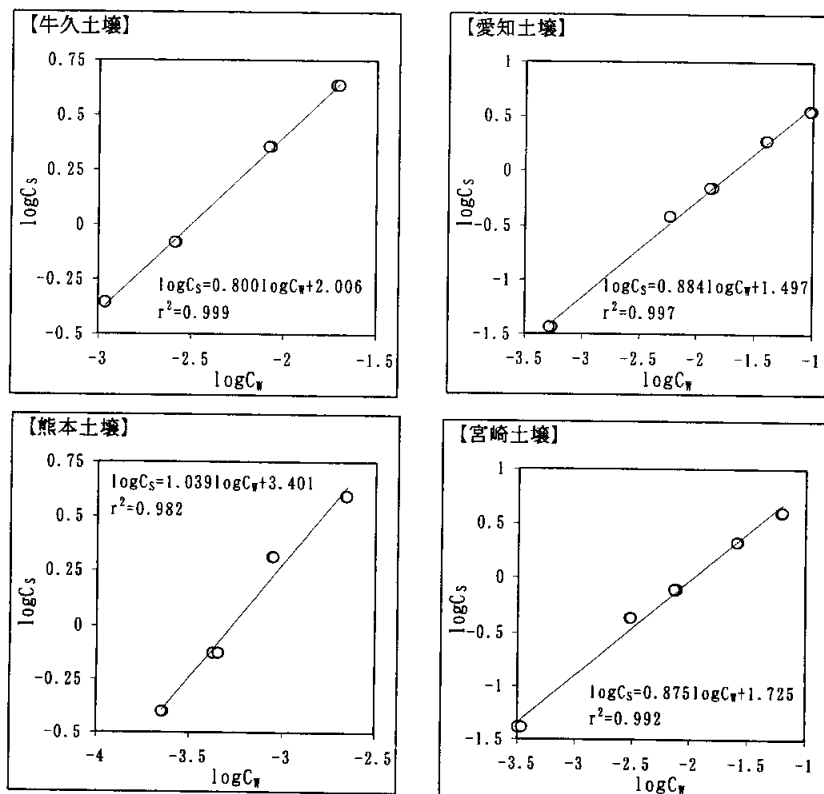 【牛久土壌】
0.75
0.5
0.25
0
-0.25
-0.5
logCs
logCs=0.800logCw+2.006
r²=0.999
-3
-2.5
-2
-1.5
logCw
【愛知土壌】
1
0.5
0
-0.5
-1
-1.5
logCs
logCs=0.884logCw+1.497
r²=0.997
-3.5
-3
-2.5
-2
-1.5
-1
logCw
【熊本土壌】
0.75
0.5
0.25
0
-0.25
-0.5
logCs
logCs=1.039logCw+3.401
r²=0.982
-4
-3.5
-3
-2.5
logCw
【宮崎土壌】
1
0.5
0
-0.5
-1
-1.5
logCs
logCs=0.875logCw+1.725
r²=0.992
-3.5
-3
-2.5
-2
-1.5
-1
logCw